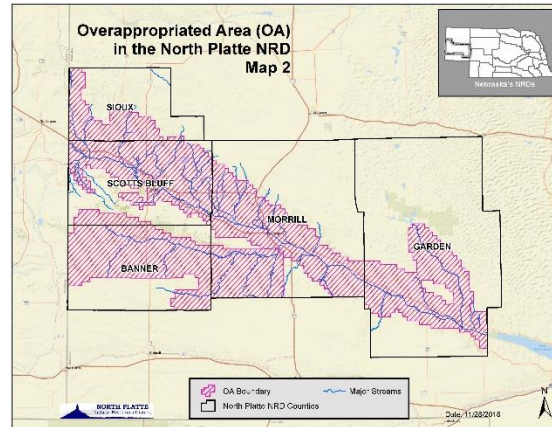 Overappropriated Area (OA)
in the North Platte NRD
Map 2
Nebraska's NRDs
SIOUX
SCOTTS BLUFF
MORRILL
GARDEN
BANNER
OA Boundary
Major Streams
North Platte NRD Counties
NORTH PLATTE
Date: 11/28/2018
N